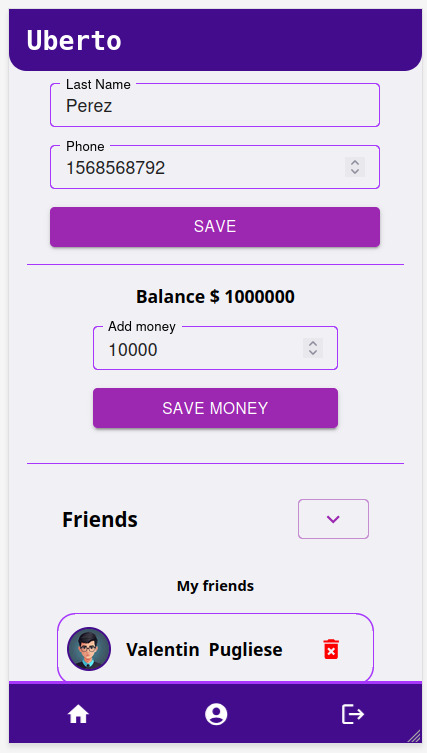 Uberto
Last Name
Perez
Phone
1568568792
SAVE
Balance $ 1000000
Add money
10000
SAVE MONEY
Friends
My friends
Valentin Pugliese